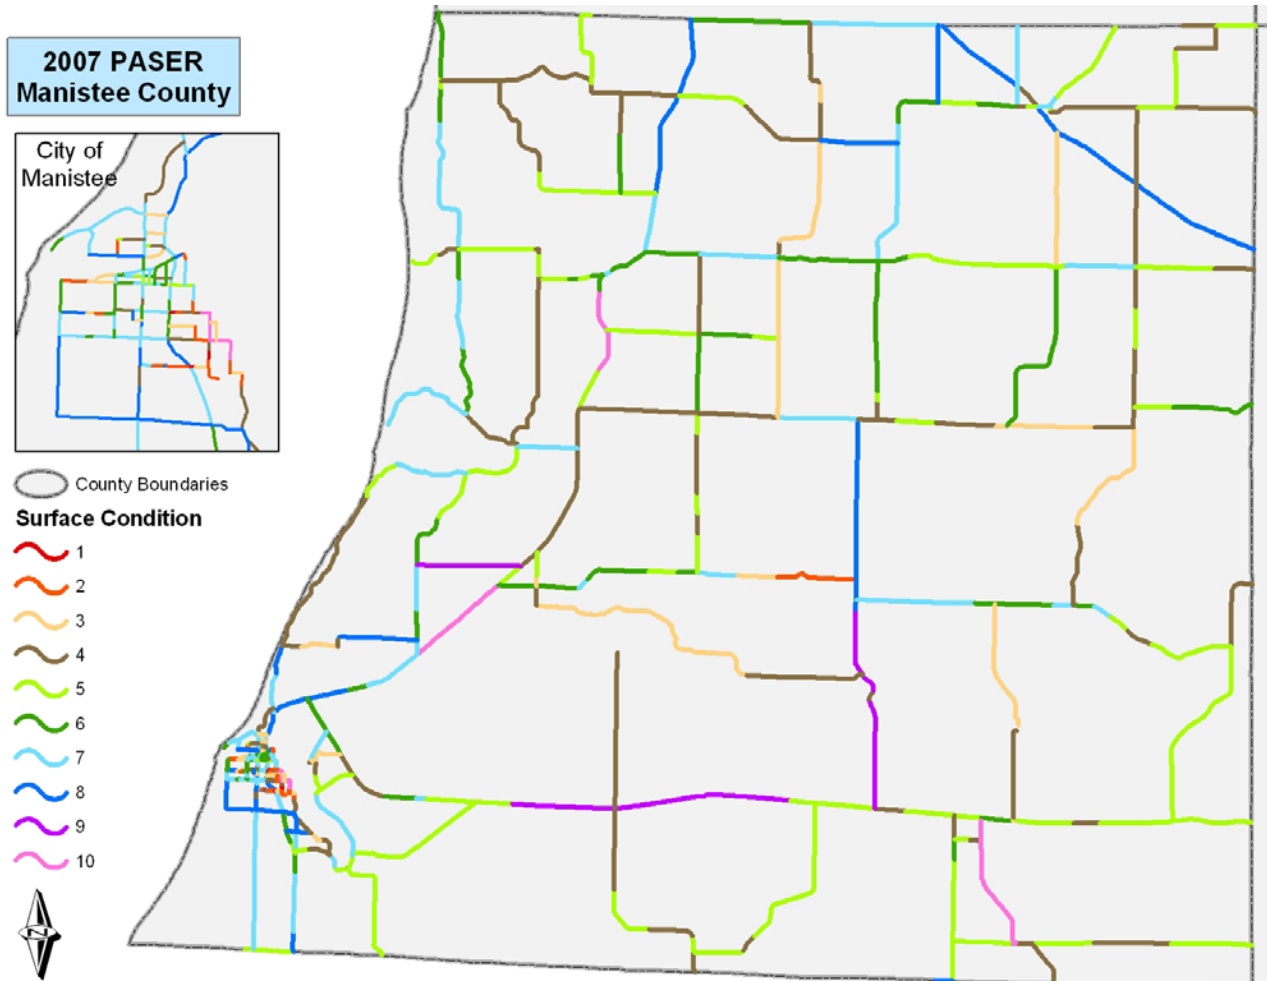 2007 PASER
Manistee County
City of
Manistee
County Boundaries
Surface Condition
1
2
3
4
5
6
7
8
9
10
N